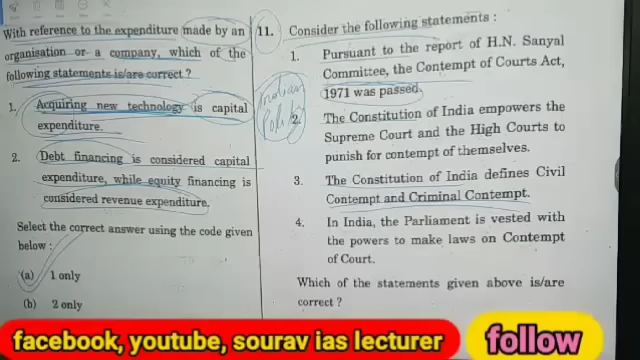 With reference to the expenditure made by an
organisation or a company, which of the
following statements is/are correct ?
1. Acquiring new technology is capital
expenditure.
2. Debt financing is considered capital
expenditure, while equity financing is
considered revenue expenditure.
Select the correct answer using the code given
below :
(a) 1 only
(b) 2 only
11. Consider the following statements :
1. Pursuant to the report of H.N. Sanyal
Committee, the Contempt of Courts Act,
1971 was passed.
Indian
2. The Constitution of India empowers the
Supreme Court and the High Courts to
punish for contempt of themselves.
3. The Constitution of India defines Civil
Contempt and Criminal Contempt.
4. In India, the Parliament is vested with
the powers to make laws on Contempt
of Court.
Which of the statements given above is/are
correct ?
facebook, youtube, sourav ias lecturer
follow